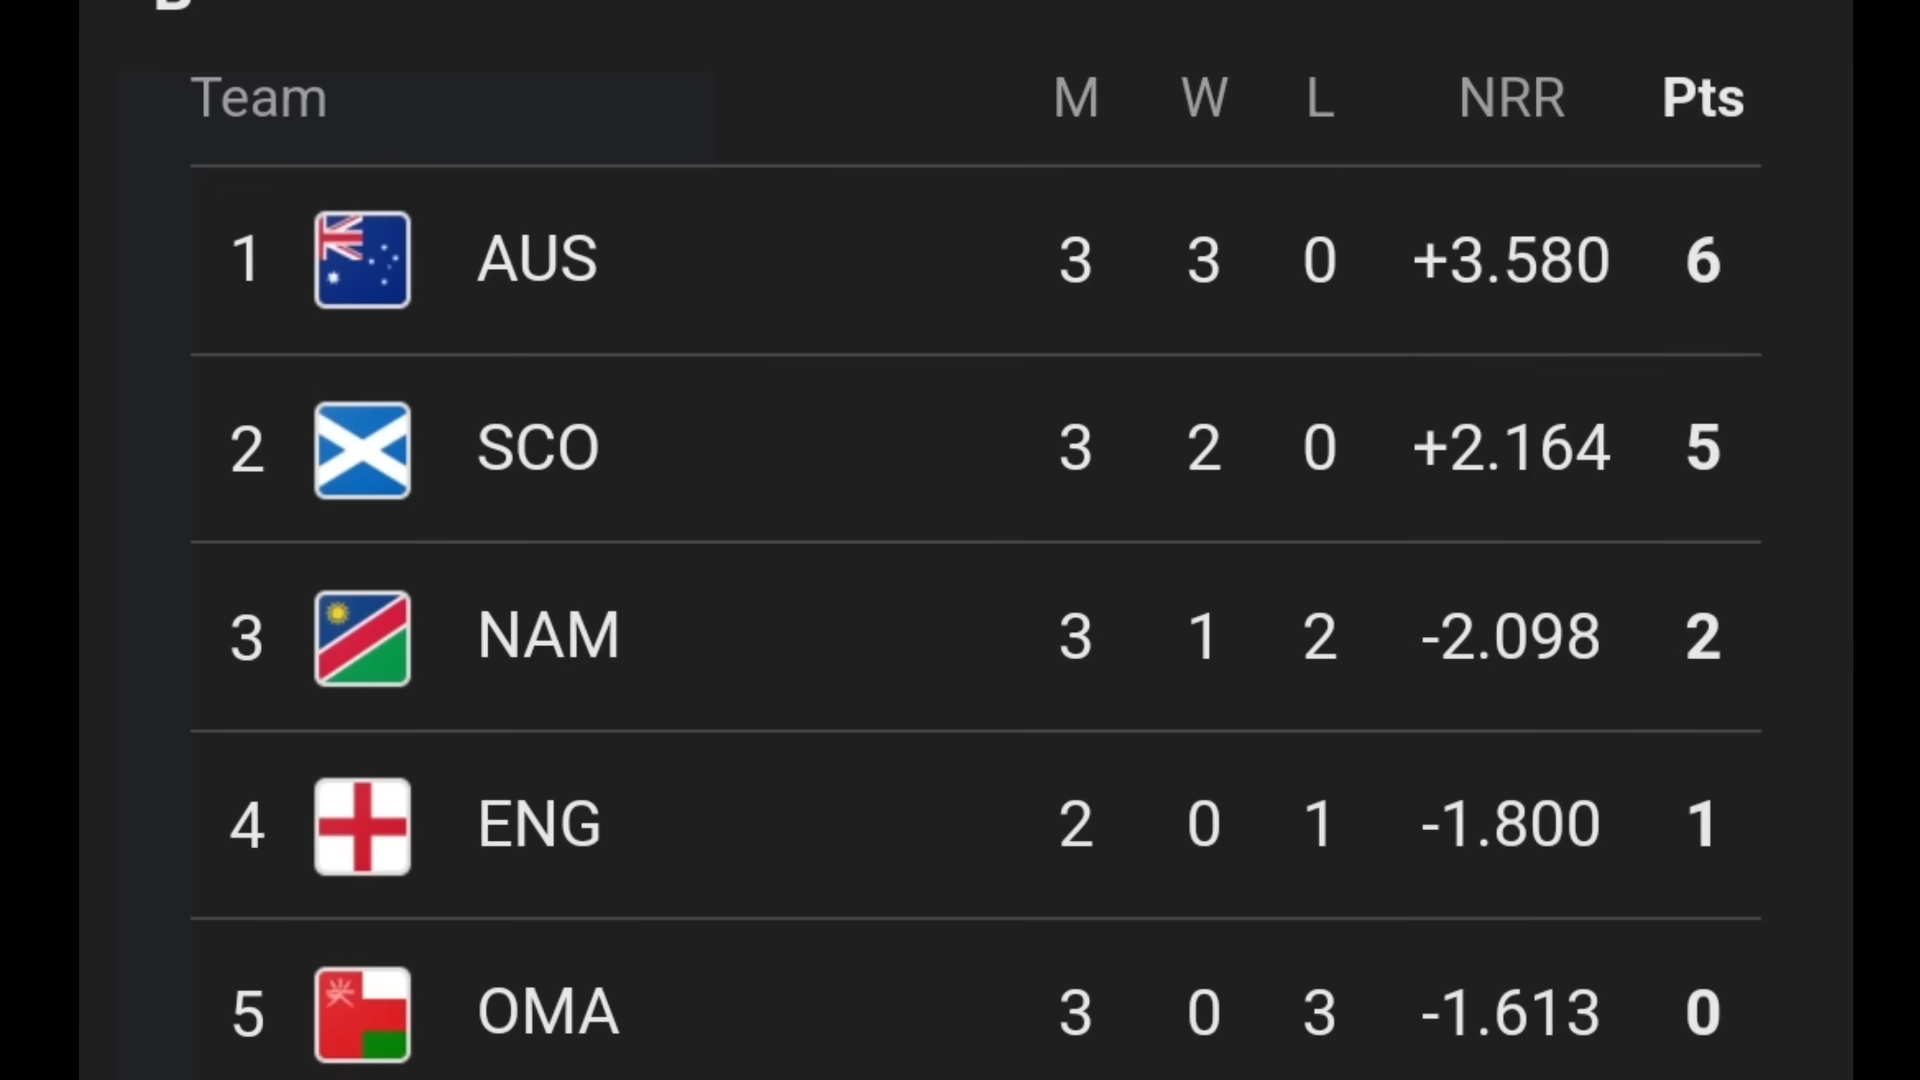 B
Team M W L NRR Pts
1 AUS 3 3 0 +3.580 6
2 SCO 3 2 0 +2.164 5
3 NAM 3 1 2 -2.098 2
4 ENG 2 0 1 -1.800 1
5 OMA 3 0 3 -1.613 0